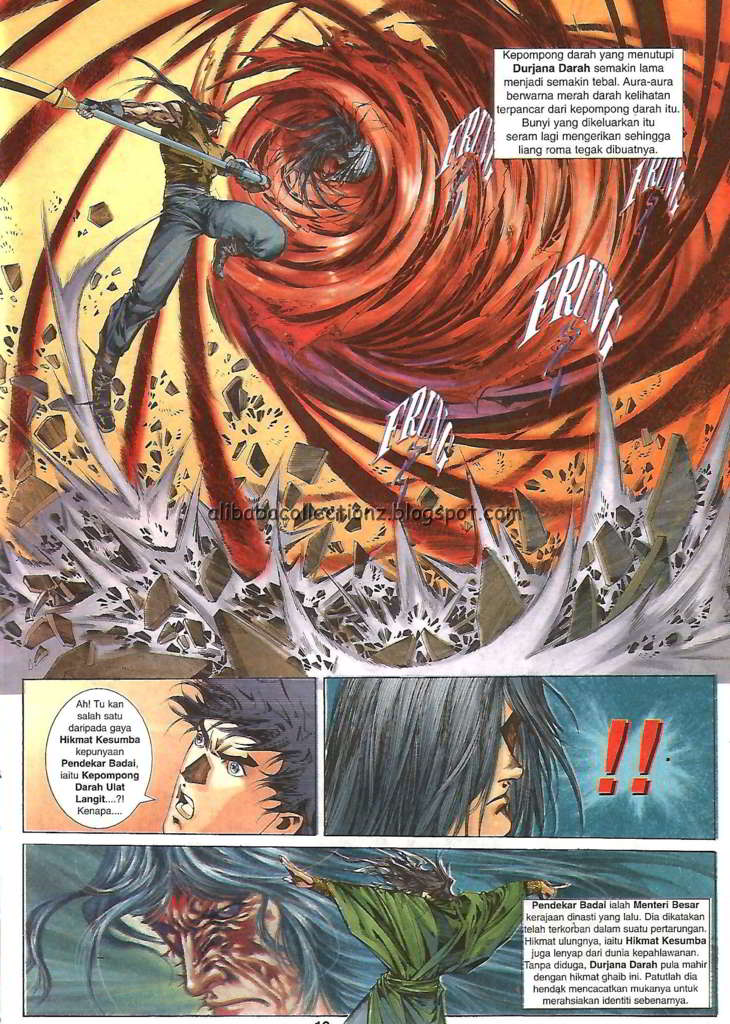 Kepompong darah yang menutupi
Durjana Darah semakin lama
menjadi semakin tebal. Aura-aura
berwarna merah darah kelihatan
terpancar dari kepompong darah itu.
Bunyi yang dikeluarkan itu
seram lagi mengerikan sehingga
liang roma tegak dibuatnya.
FRING
FRING
FRING
FRING
alibabacollectionz.blogspot.com
Ah! Tu kan
salah satu
daripada gaya
Hikmat Kesumba
kepunyaan
Pendekar Badai,
iaitu Kepompong
Darah Ulat
Langit....?!
Kenapa....
!!
Pendekar Badai ialah Menteri Besar
kerajaan dinasti yang lalu. Dia dikatakan
telah terkorban dalam suatu pertarungan.
Hikmat ulungnya, iaitu Hikmat Kesumba
juga lenyap dari dunia kepahlawanan.
Tanpa diduga, Durjana Darah pula mahir
dengan hikmat ghaib ini. Patutlah dia
hendak mencacatkan mukanya untuk
merahsiakan identiti sebenarnya.